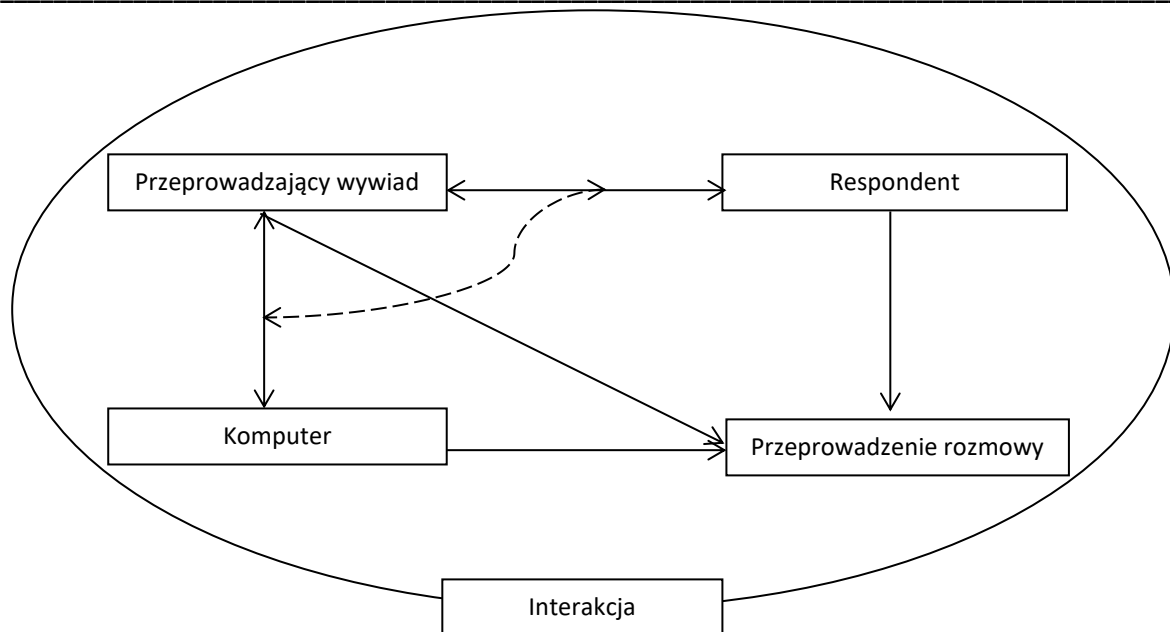 Przeprowadzający wywiad
Respondent
Komputer
Przeprowadzenie rozmowy
Interakcja